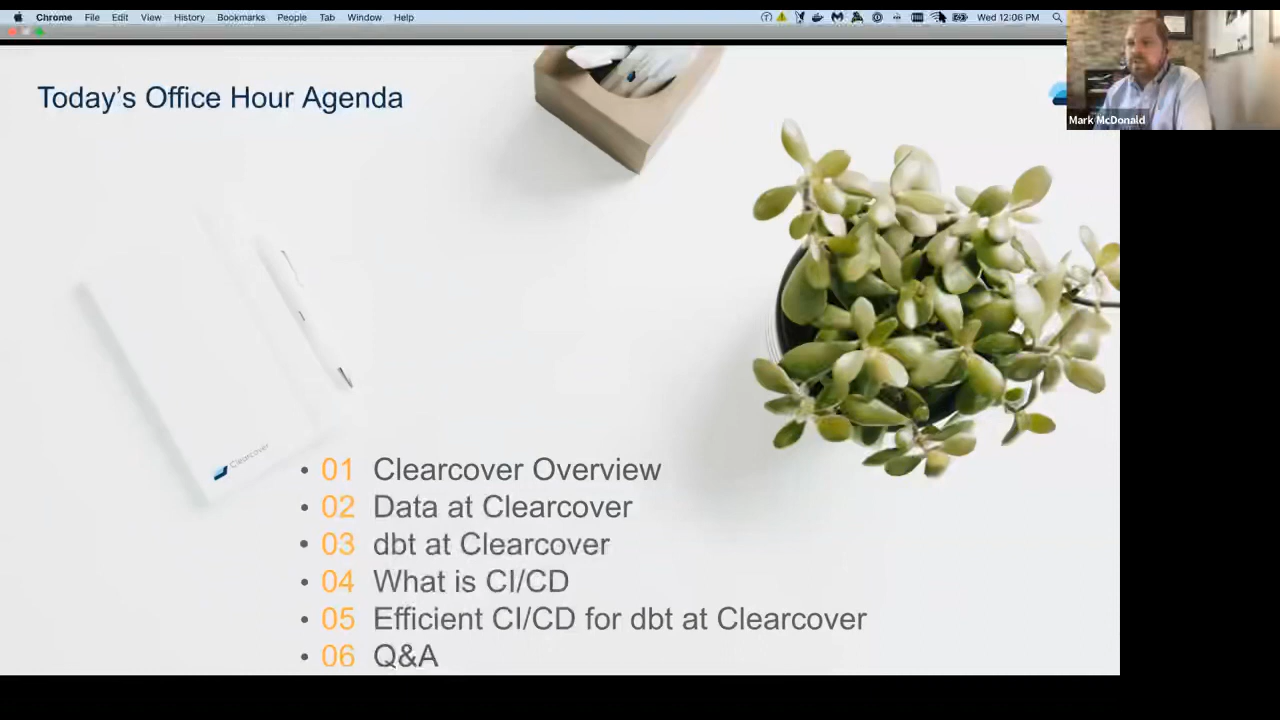 Chrome File Edit View History Bookmarks People Tab Window Help
Wed 12:06 PM
Mark McDonald
Today's Office Hour Agenda
Clearcover
• 01 Clearcover Overview
• 02 Data at Clearcover
• 03 dbt at Clearcover
• 04 What is CI/CD
• 05 Efficient CI/CD for dbt at Clearcover
• 06 Q&A